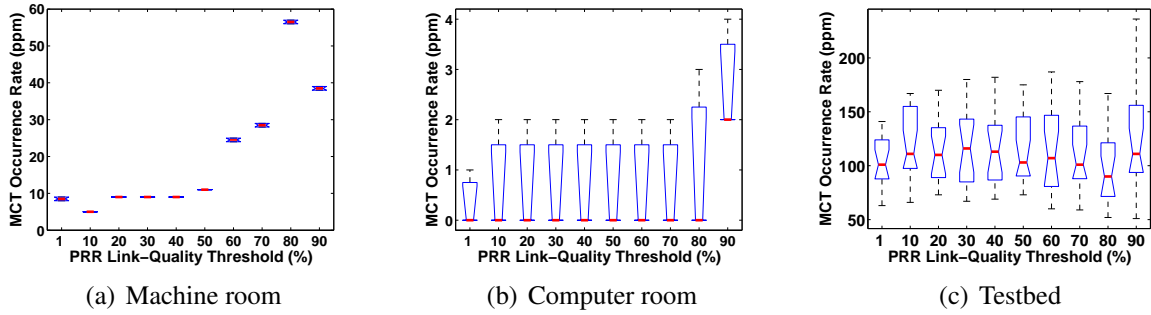 MCT Occurrence Rate (ppm)
60
50
40
30
20
10
0
1 10 20 30 40 50 60 70 80 90
PRR Link−Quality Threshold (%)
(a) Machine room
MCT Occurrence Rate (ppm)
4
3
2
1
0
1 10 20 30 40 50 60 70 80 90
PRR Link−Quality Threshold (%)
(b) Computer room
MCT Occurrence Rate (ppm)
200
150
100
50
1 10 20 30 40 50 60 70 80 90
PRR Link−Quality Threshold (%)
(c) Testbed